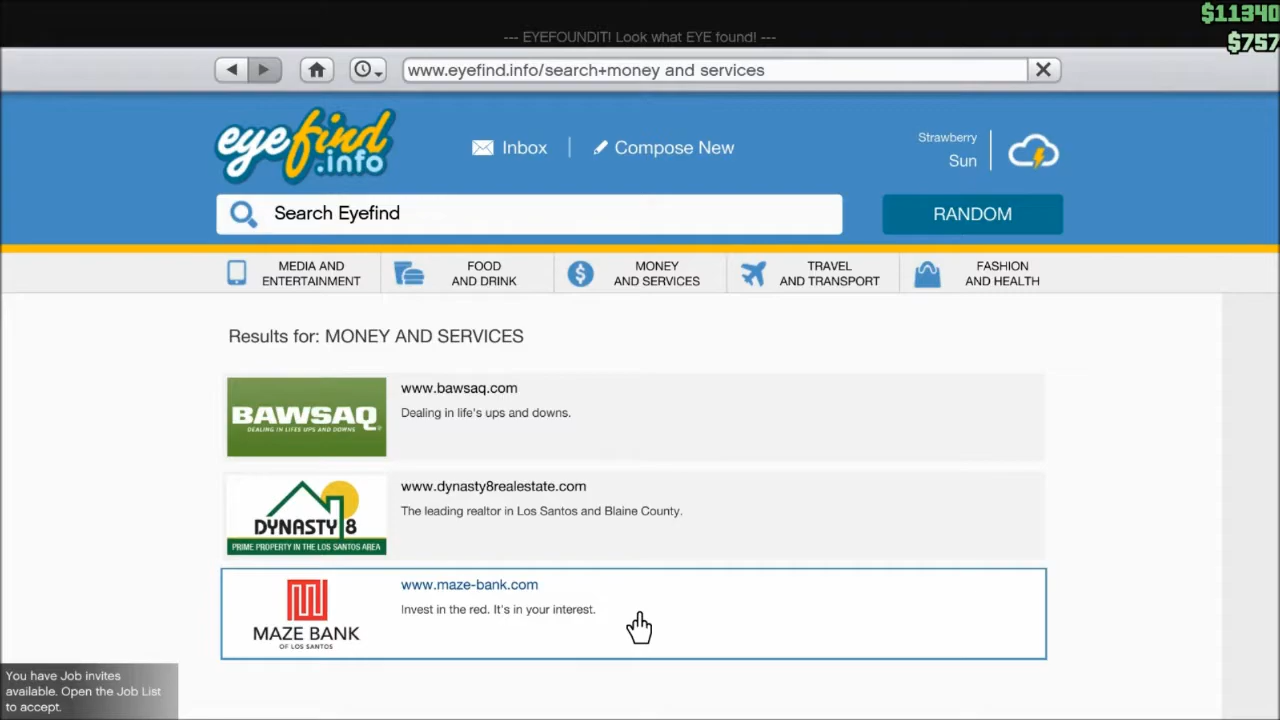 $11340
--- EYEFOUNDIT! Look what EYE found! ---
$757
www.eyefind.info/search+money and services
eyefind
.info
Inbox
Compose New
Strawberry
Sun
Search Eyefind
RANDOM
MEDIA AND
ENTERTAINMENT
FOOD
AND DRINK
MONEY
AND SERVICES
TRAVEL
AND TRANSPORT
FASHION
AND HEALTH
Results for: MONEY AND SERVICES
BAWSAQ
DEALING IN LIFE'S UPS AND DOWNS
www.bawsaq.com
Dealing in life's ups and downs.
DYNASTY 8
PRIME PROPERTY IN THE LOS SANTOS AREA
www.dynasty8realestate.com
The leading realtor in Los Santos and Blaine County.
MAZE BANK
OF LOS SANTOS
www.maze-bank.com
Invest in the red. It's in your interest.
You have Job invites
available. Open the Job List
to accept.